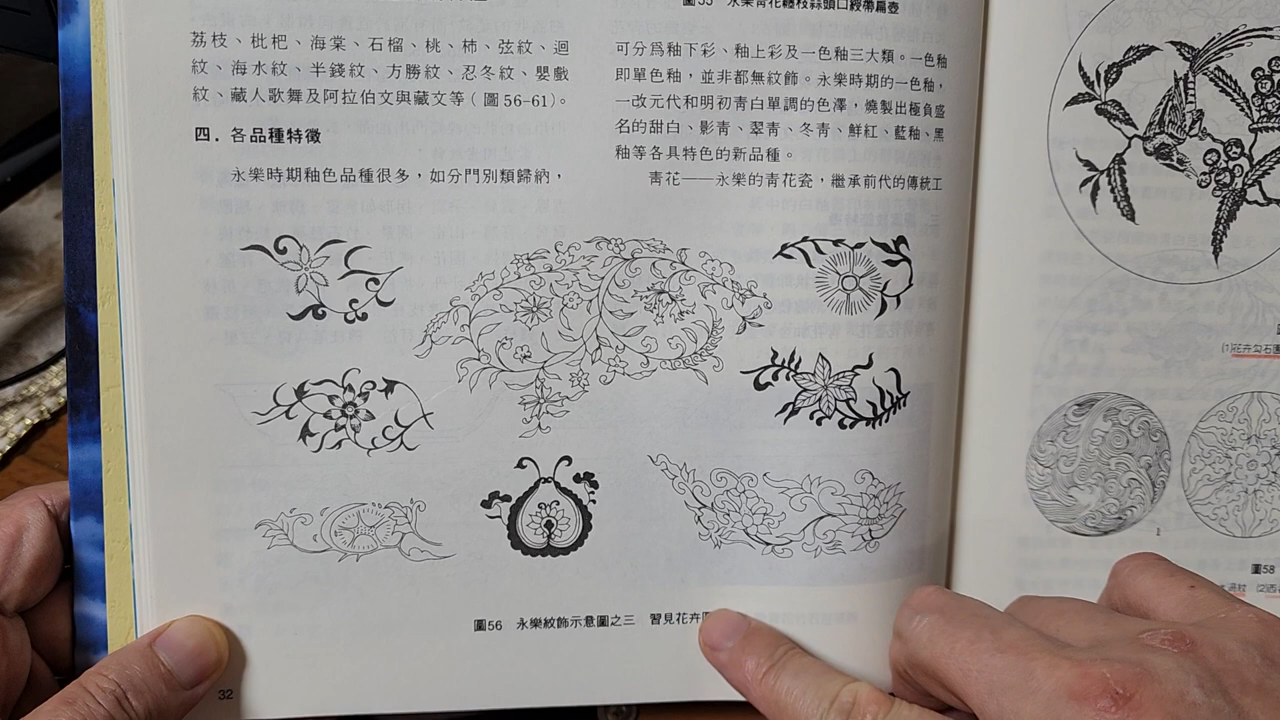 圖55 永樂青花纏枝蒜頭口綬帶扁壺
荔枝、枇杷、海棠、石榴、桃、柿、弦紋、迴
紋、海水紋、半錢紋、方勝紋、忍冬紋、嬰戲
紋、藏人歌舞及阿拉伯文與藏文等（圖56-61）。
四．各品種特徵
永樂時期釉色品種很多，如分門別類歸納，
可分爲釉下彩、釉上彩及一色釉三大類。一色釉
即單色釉，並非都無紋飾。永樂時期的一色釉，
一改元代和明初青白單調的色澤，燒製出極負盛
名的甜白、影青、翠青、冬青、鮮紅、藍釉、黑
釉等各具特色的新品種。
青花——永樂的青花瓷，繼承前代的傳統工
圖56 永樂紋飾示意圖之三 習見花卉
32
(1)花卉勾石
圖58
渦紋 (2)